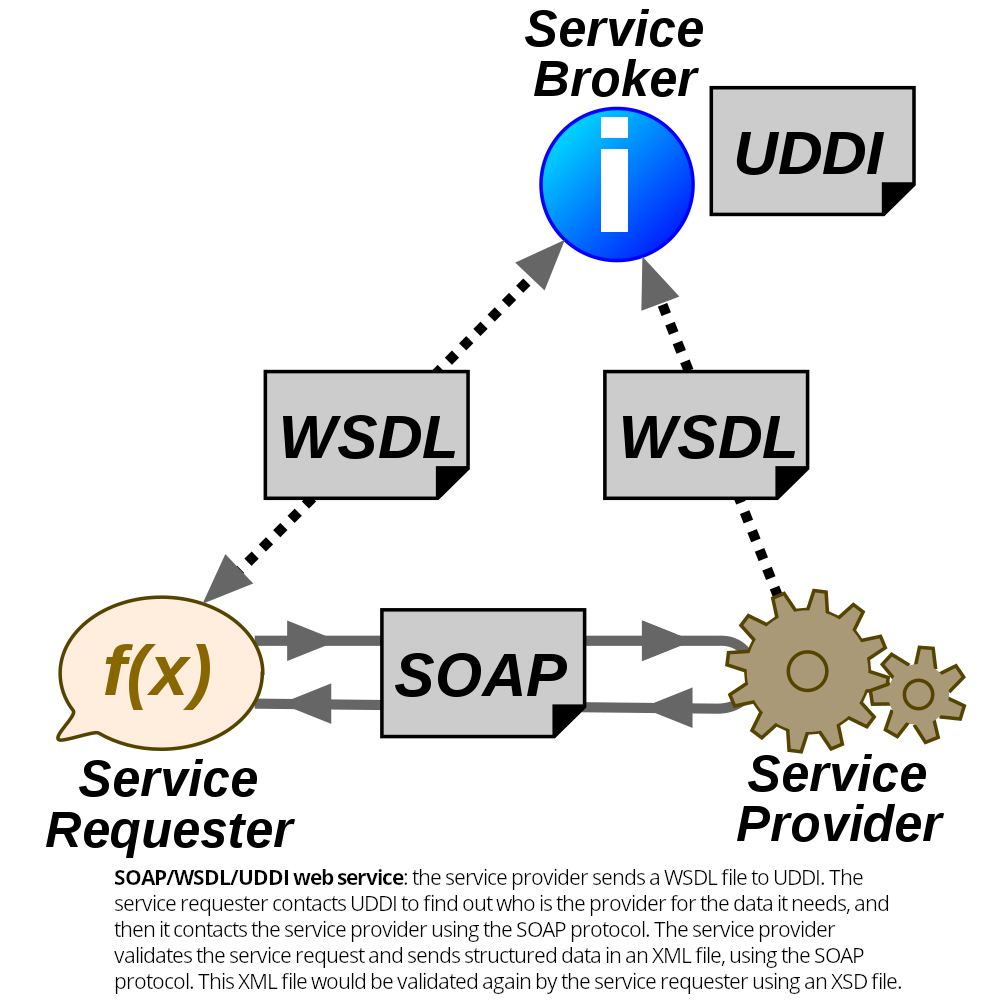 Service
Broker
i
UDDI
WSDL
WSDL
f(x)
SOAP
Service
Requester
Service
Provider
SOAP/WSDL/UDDI web service: the service provider sends a WSDL file to UDDI. The
service requester contacts UDDI to find out who is the provider for the data it needs, and
then it contacts the service provider using the SOAP protocol. The service provider
validates the service request and sends structured data in an XML file, using the SOAP
protocol. This XML file would be validated again by the service requester using an XSD file.